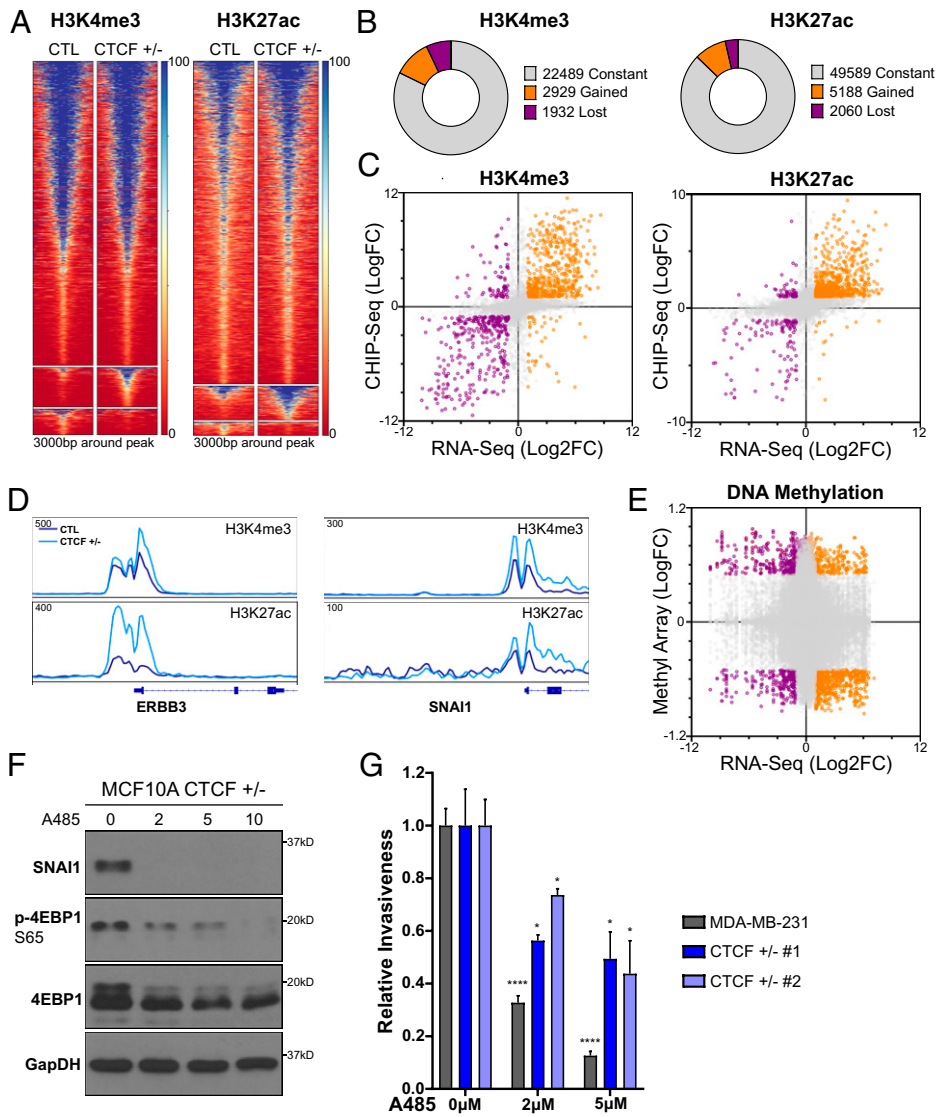 A
H3K4me3
H3K27ac
CTL
CTCF +/-
CTL
CTCF +/-
100
0
100
0
3000bp around peak
3000bp around peak
B
H3K4me3
H3K27ac
22489 Constant
2929 Gained
1932 Lost
49589 Constant
5188 Gained
2060 Lost
C
H3K4me3
H3K27ac
CHIP-Seq (LogFC)
12
0
-12
-12
0
12
RNA-Seq (Log2FC)
CHIP-Seq (LogFC)
10
0
-10
-12
0
12
RNA-Seq (Log2FC)
D
500
CTL
CTCF +/-
H3K4me3
400
H3K27ac
ERBB3
300
H3K4me3
100
H3K27ac
SNAI1
E
DNA Methylation
Methyl Array (LogFC)
1.2
0
-1.2
-12
0
12
RNA-Seq (Log2FC)
F
MCF10A CTCF +/-
A485
0
2
5
10
SNAI1
37kD
p-4EBP1
S65
20kD
4EBP1
20kD
GapDH
37kD
G
Relative Invasiveness
1.2
1.0
0.8
0.6
0.4
0.2
0.0
****
*
*
****
*
*
A485
0µM
2µM
5µM
MDA-MB-231
CTCF +/- #1
CTCF +/- #2